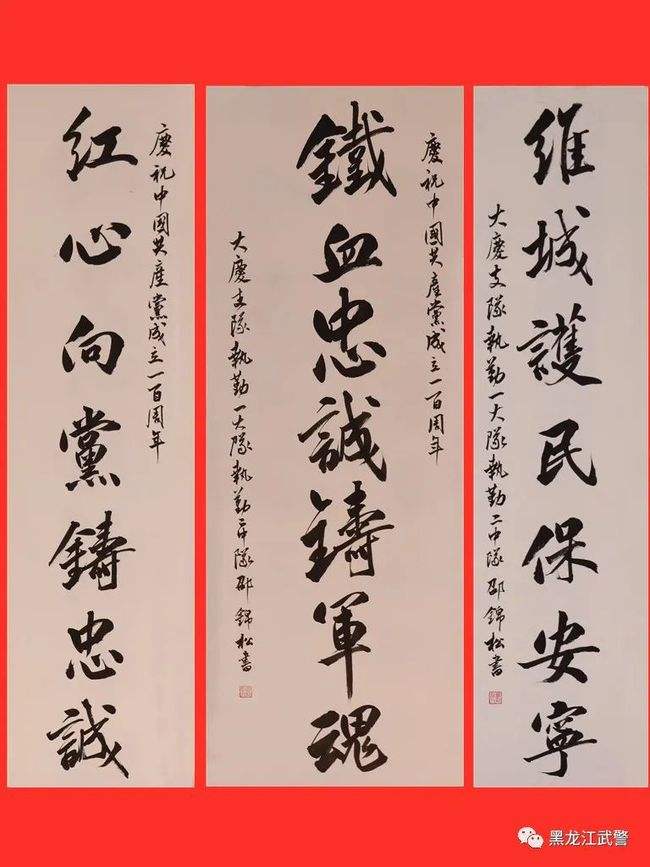 紅心向黨鑄忠誠
慶祝中國共產黨成立一百周年
鐵血忠誠鑄軍魂
慶祝中國共產黨成立一百周年
大慶支隊執勤一大隊執勤二中隊邵錦松書
維城護民保安寧
大慶支隊執勤一大隊執勤二中隊邵錦松書
黑龙江武警